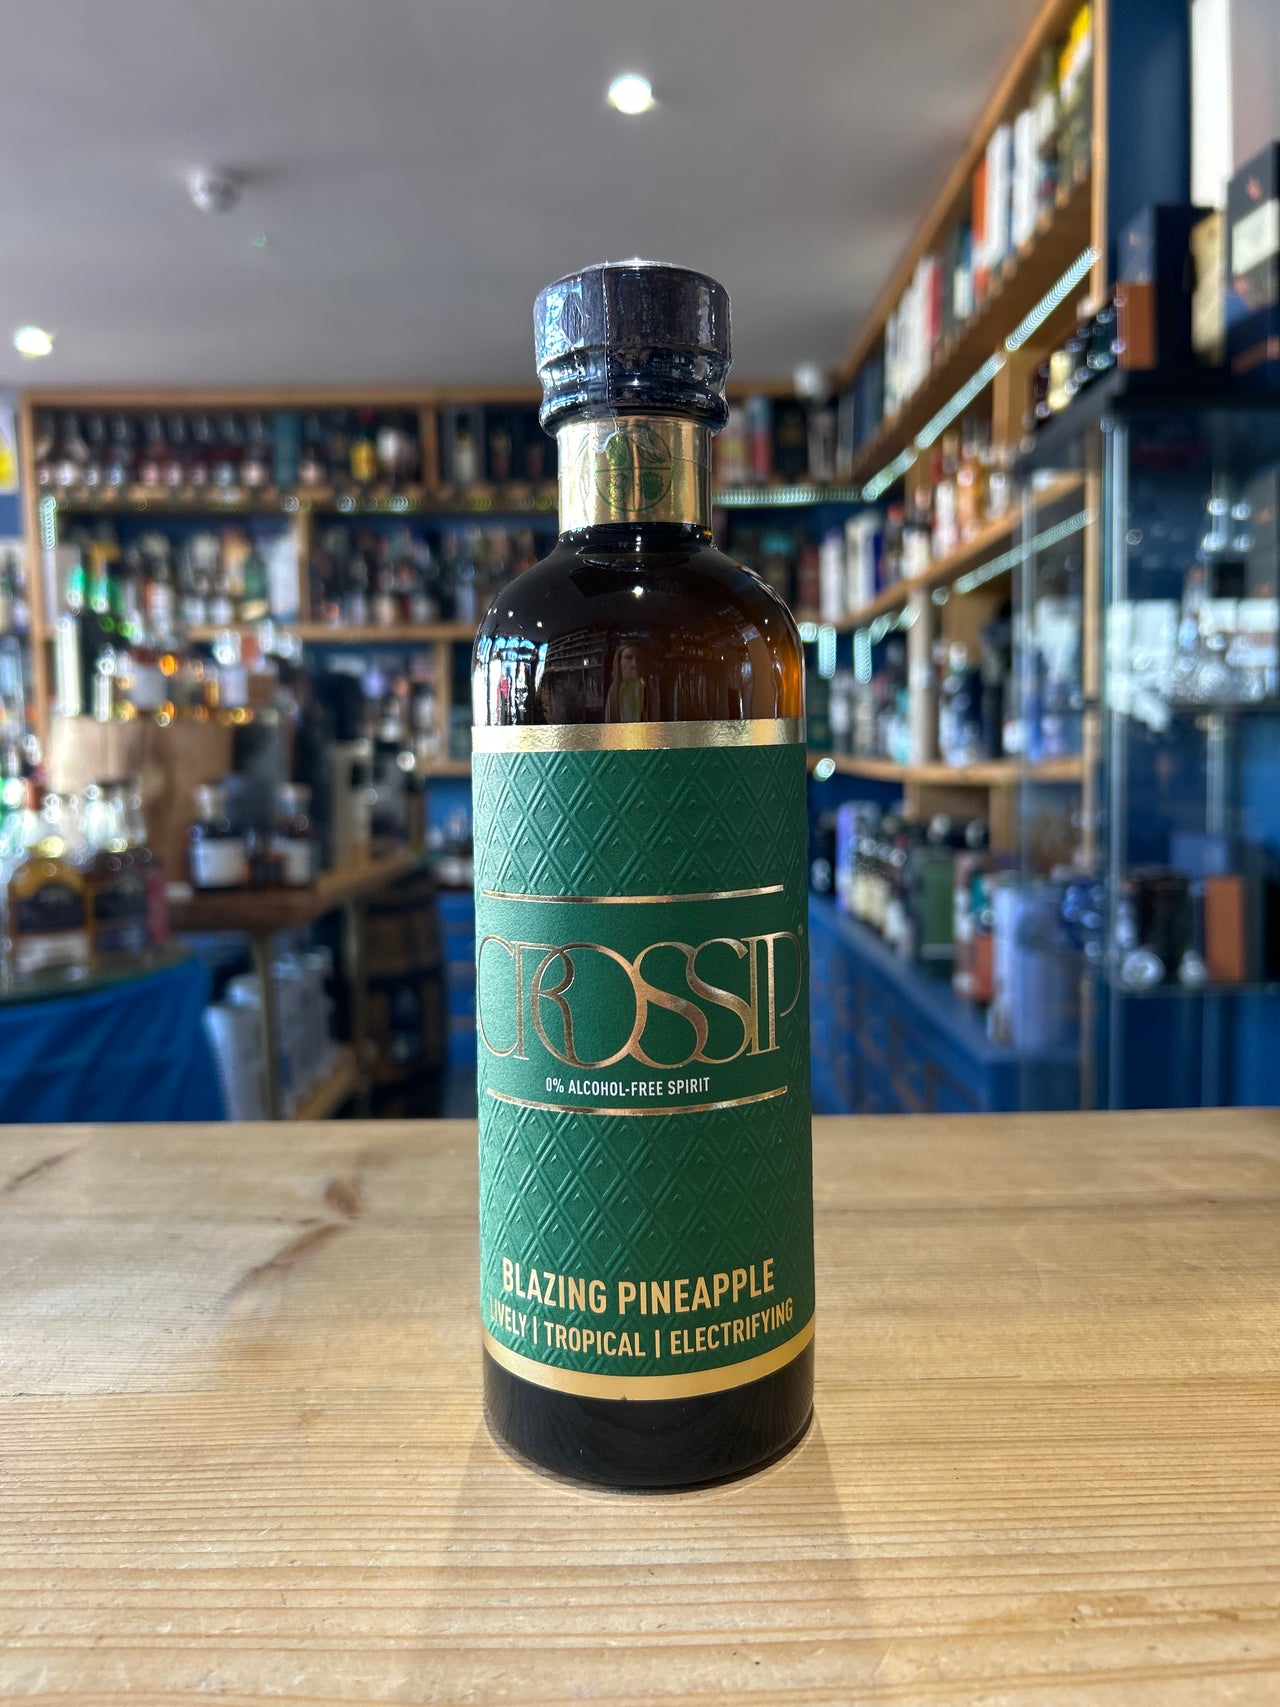 CROSSIP
0% ALCOHOL-FREE SPIRIT
BLAZING PINEAPPLE
LIVELY | TROPICAL | ELECTRIFYING